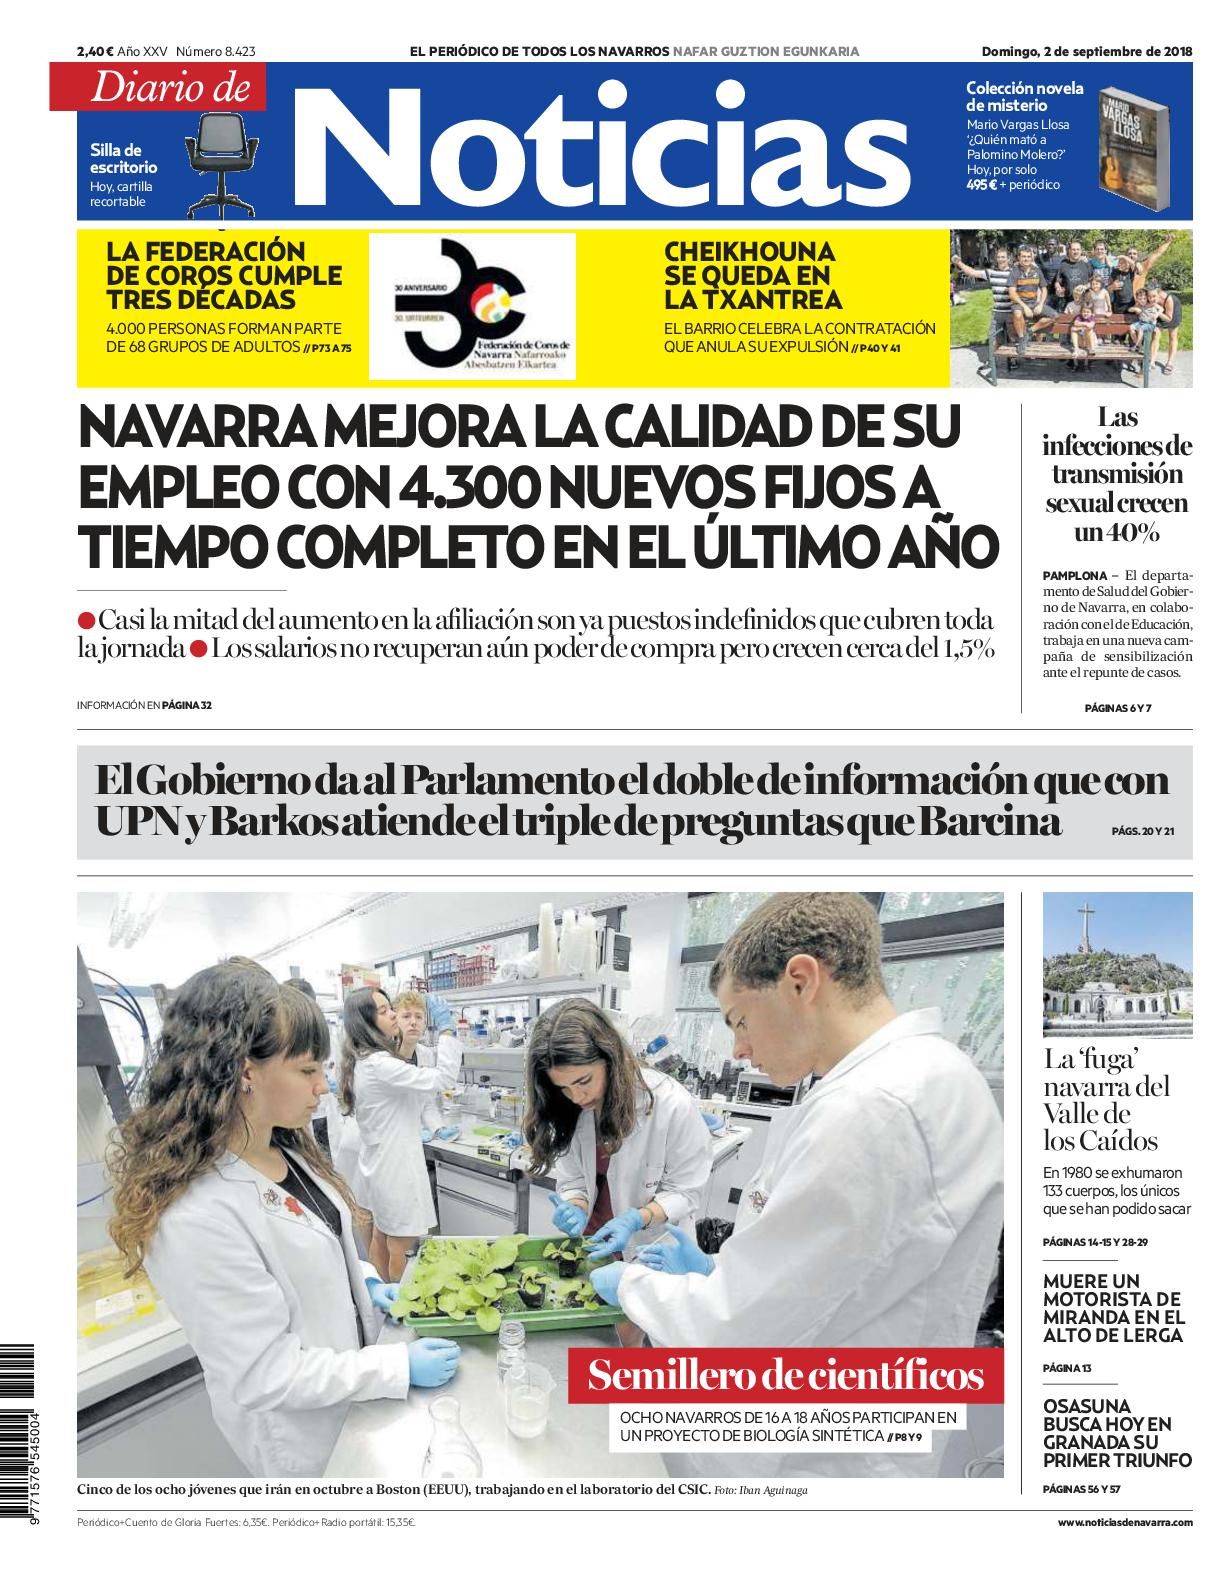 2,40 € Año XXV Número 8.423
EL PERIÓDICO DE TODOS LOS NAVARROS NAFAR GUZTION EGUNKARIA
Domingo, 2 de septiembre de 2018
Diario de
Noticias
Silla de
escritorio
Hoy, cartilla
recortable
Colección novela
de misterio
Mario Vargas Llosa
‘¿Quién mató a
Palomino Molero?’
Hoy, por solo
495 € + periódico
MARIO
VARGAS
LLOSA
LA FEDERACIÓN
DE COROS CUMPLE
TRES DÉCADAS
4.000 PERSONAS FORMAN PARTE
DE 68 GRUPOS DE ADULTOS // P73 A 75
30 ANIVERSARIO
30. URTEURREN
Federación de Coros de
Navarra Nafarroako
Abesbatzen Elkartea
CHEIKHOUNA
SE QUEDA EN
LA TXANTREA
EL BARRIO CELEBRA LA CONTRATACIÓN
QUE ANULA SU EXPULSIÓN // P40 Y 41
NAVARRA MEJORA LA CALIDAD DE SU
EMPLEO CON 4.300 NUEVOS FIJOS A
TIEMPO COMPLETO EN EL ÚLTIMO AÑO
● Casi la mitad del aumento en la afiliación son ya puestos indefinidos que cubren toda
la jornada ● Los salarios no recuperan aún poder de compra pero crecen cerca del 1,5%
INFORMACIÓN EN PÁGINA 32
Las
infecciones de
transmisión
sexual crecen
un 40%
PAMPLONA – El departa-
mento de Salud del Gobier-
no de Navarra, en colabo-
ración con el de Educación,
trabaja en una nueva cam-
paña de sensibilización
ante el repunte de casos.
PÁGINAS 6 Y 7
El Gobierno da al Parlamento el doble de información que con
UPN y Barkos atiende el triple de preguntas que Barcina
PÁGS. 20 Y 21
Semillero de científicos
OCHO NAVARROS DE 16 A 18 AÑOS PARTICIPAN EN
UN PROYECTO DE BIOLOGÍA SINTÉTICA // P8 Y 9
Cinco de los ocho jóvenes que irán en octubre a Boston (EEUU), trabajando en el laboratorio del CSIC. Foto: Iban Aguinaga
La ‘fuga’
navarra del
Valle de
los Caídos
En 1980 se exhumaron
133 cuerpos, los únicos
que se han podido sacar
PÁGINAS 14-15 Y 28-29
MUERE UN
MOTORISTA DE
MIRANDA EN EL
ALTO DE LERGA
PÁGINA 13
OSASUNA
BUSCA HOY EN
GRANADA SU
PRIMER TRIUNFO
PÁGINAS 56 Y 57
9 771576 545004
Periódico+Cuento de Gloria Fuertes: 6,35€. Periódico+Radio portátil: 15,35€.
www.noticiasdenavarra.com